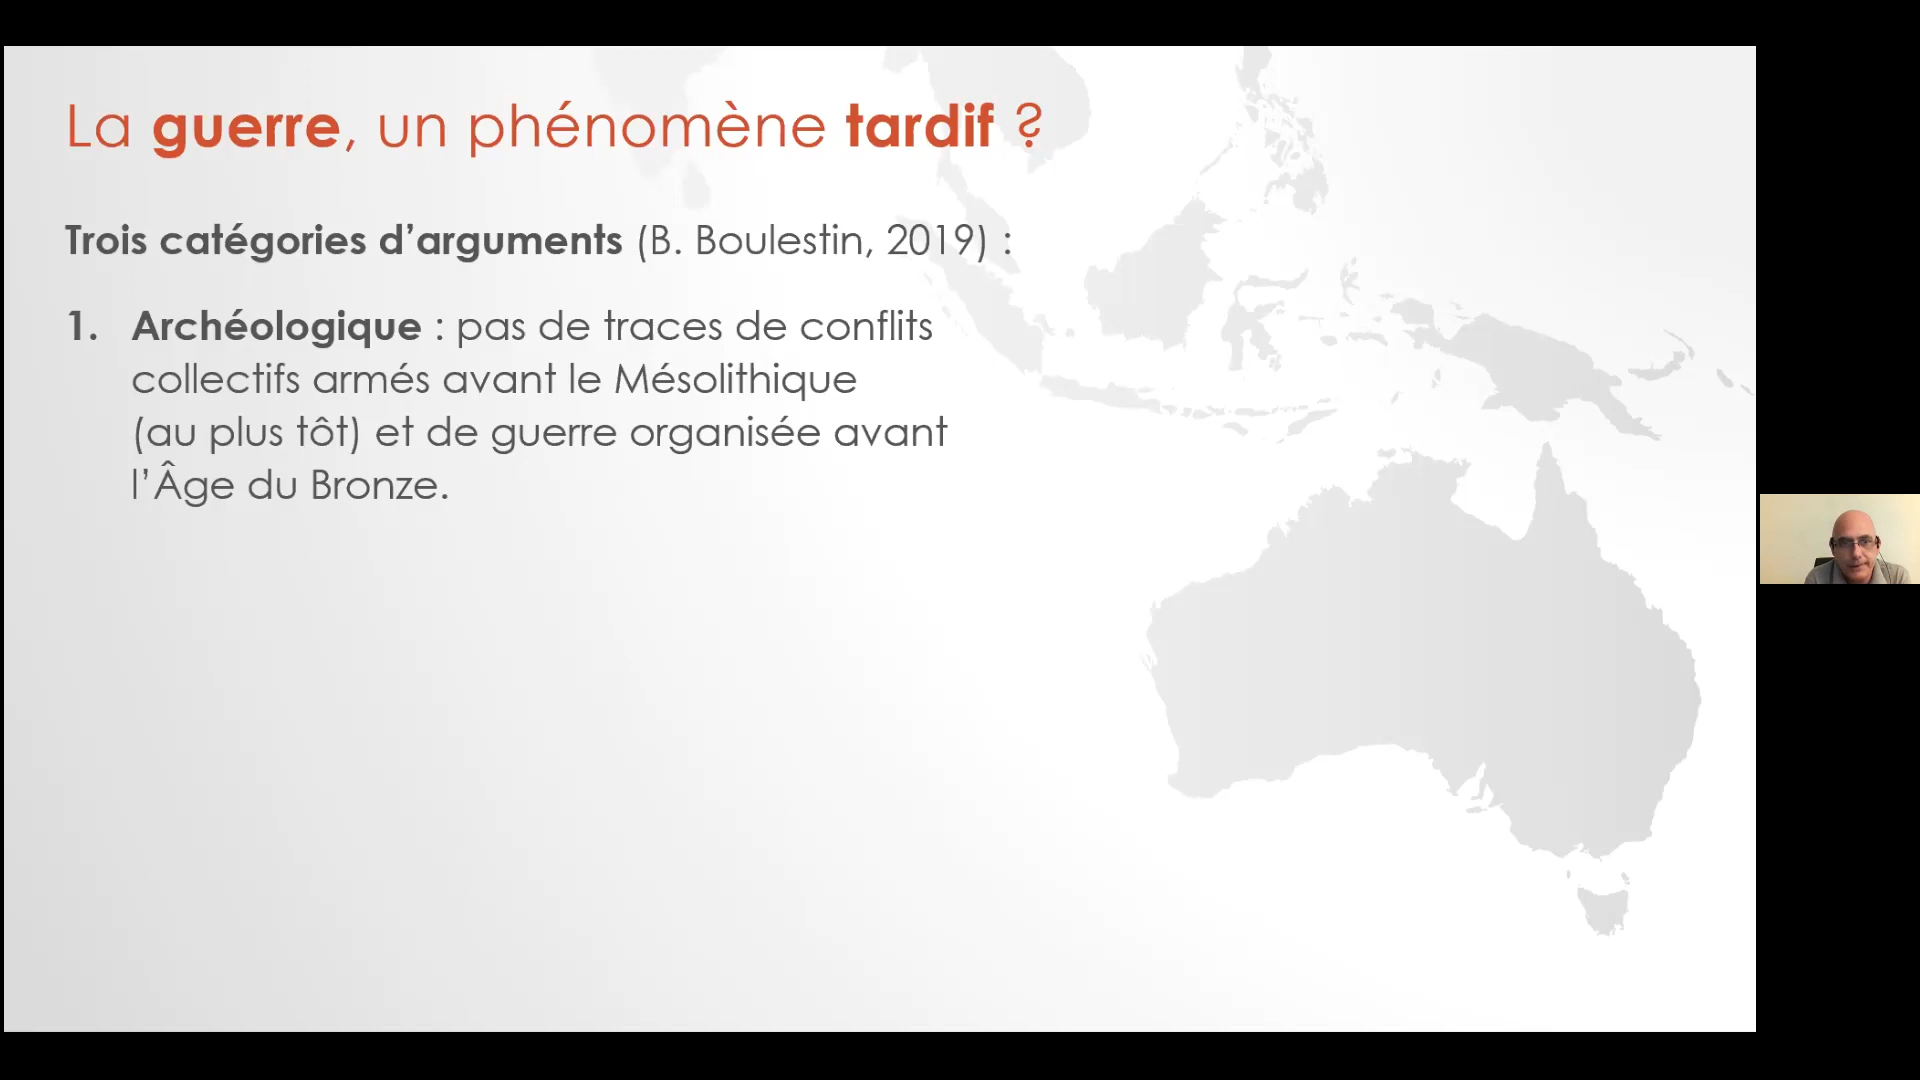 La guerre, un phénomène tardif ?
Trois catégories d’arguments (B. Boulestin, 2019) :
1. Archéologique : pas de traces de conflits
collectifs armés avant le Mésolithique
(au plus tôt) et de guerre organisée avant
l’Âge du Bronze.